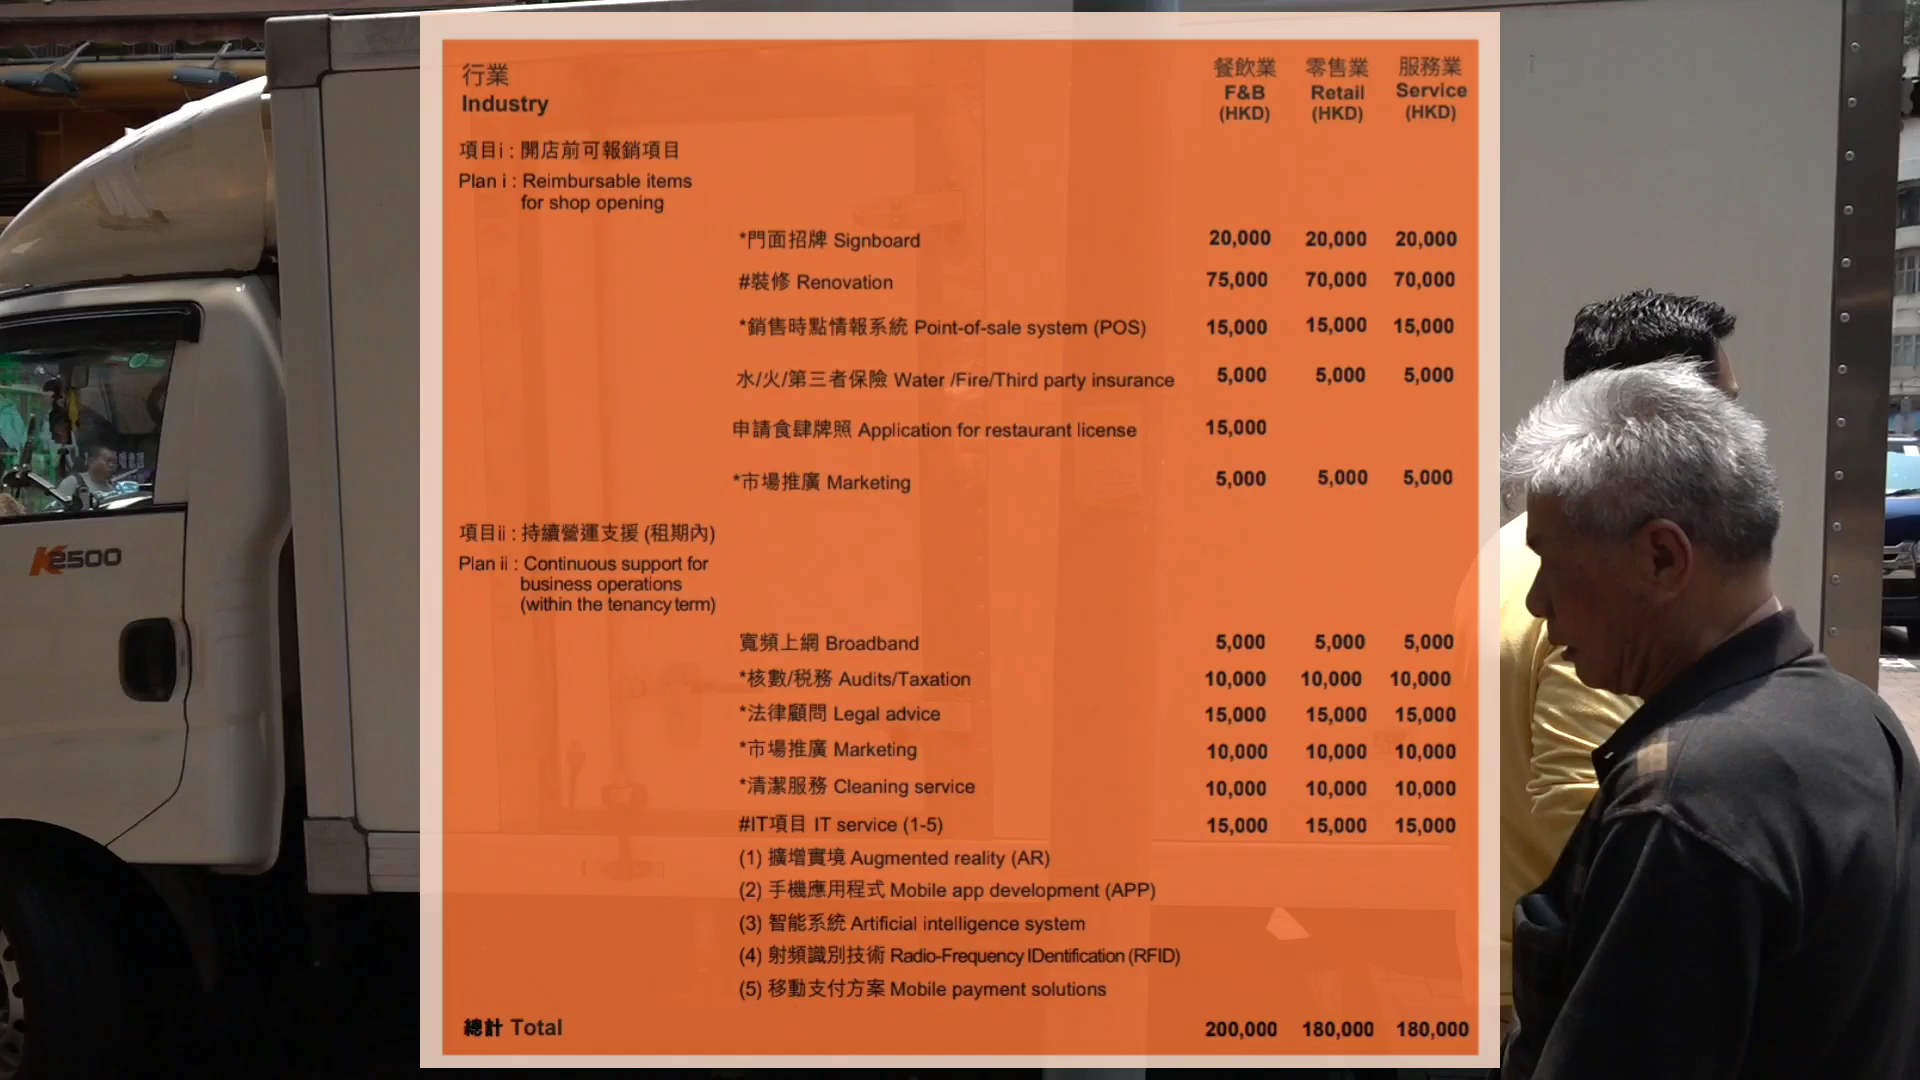 行業 餐飲業 零售業 服務業
Industry F&B Retail Service
(HKD) (HKD) (HKD)
項目i : 開店前可報銷項目
Plan i : Reimbursable items
for shop opening
*門面招牌 Signboard 20,000 20,000 20,000
#裝修 Renovation 75,000 70,000 70,000
*銷售時點情報系統 Point-of-sale system (POS) 15,000 15,000 15,000
水/火/第三者保險 Water /Fire/Third party insurance 5,000 5,000 5,000
申請食肆牌照 Application for restaurant license 15,000
*市場推廣 Marketing 5,000 5,000 5,000
項目ii : 持續營運支援 (租期內)
Plan ii : Continuous support for
business operations
(within the tenancy term)
寬頻上網 Broadband 5,000 5,000 5,000
*核數/稅務 Audits/Taxation 10,000 10,000 10,000
*法律顧問 Legal advice 15,000 15,000 15,000
*市場推廣 Marketing 10,000 10,000 10,000
*清潔服務 Cleaning service 10,000 10,000 10,000
#IT項目 IT service (1-5) 15,000 15,000 15,000
(1) 擴增實境 Augmented reality (AR)
(2) 手機應用程式 Mobile app development (APP)
(3) 智能系統 Artificial intelligence system
(4) 射頻識別技術 Radio-Frequency IDentification (RFID)
(5) 移動支付方案 Mobile payment solutions
總計 Total 200,000 180,000 180,000
K2500